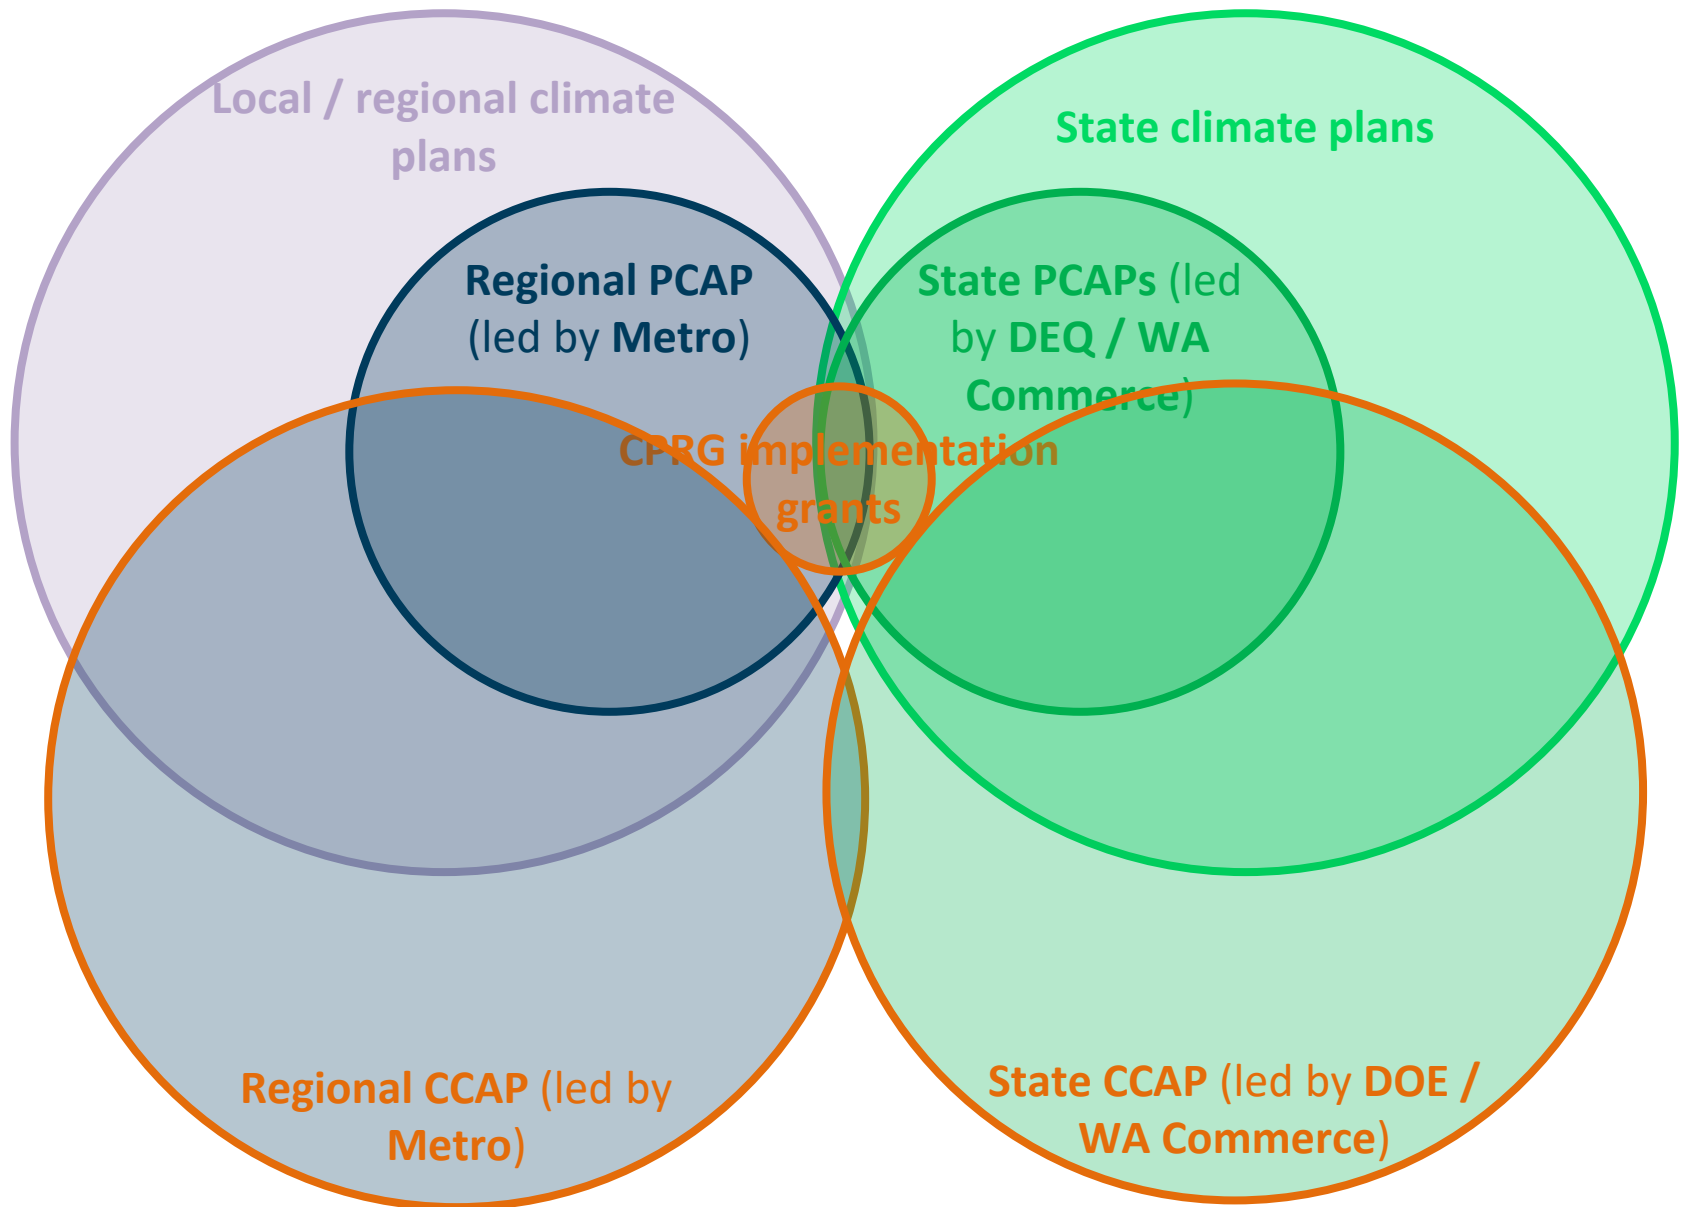 Local / regional climate
plans
State climate plans
Regional PCAP
(led by Metro)
State PCAPs (led
by DEQ / WA
Commerce)
CPRG implementation
grants
Regional CCAP (led by
Metro)
State CCAP (led by DOE /
WA Commerce)